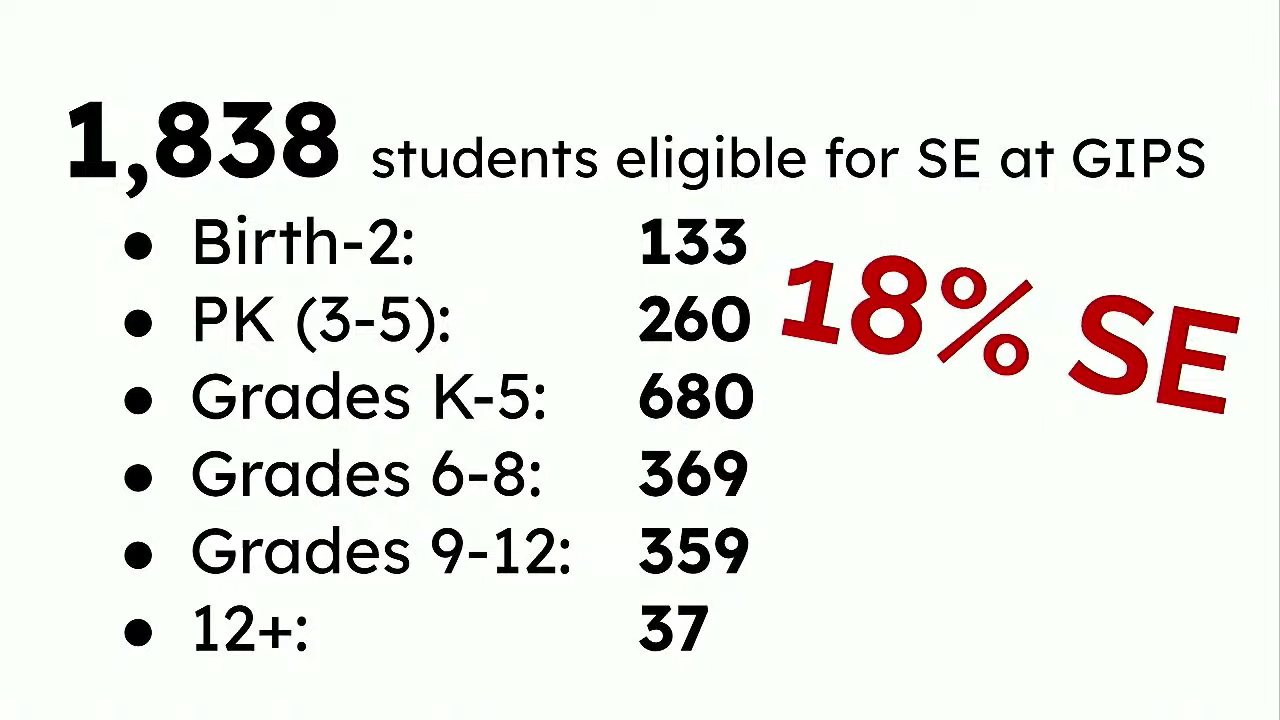 1,838 students eligible for SE at GIPS
● Birth-2: 133
● PK (3-5): 260
● Grades K-5: 680
● Grades 6-8: 369
● Grades 9-12: 359
● 12+: 37
18% SE